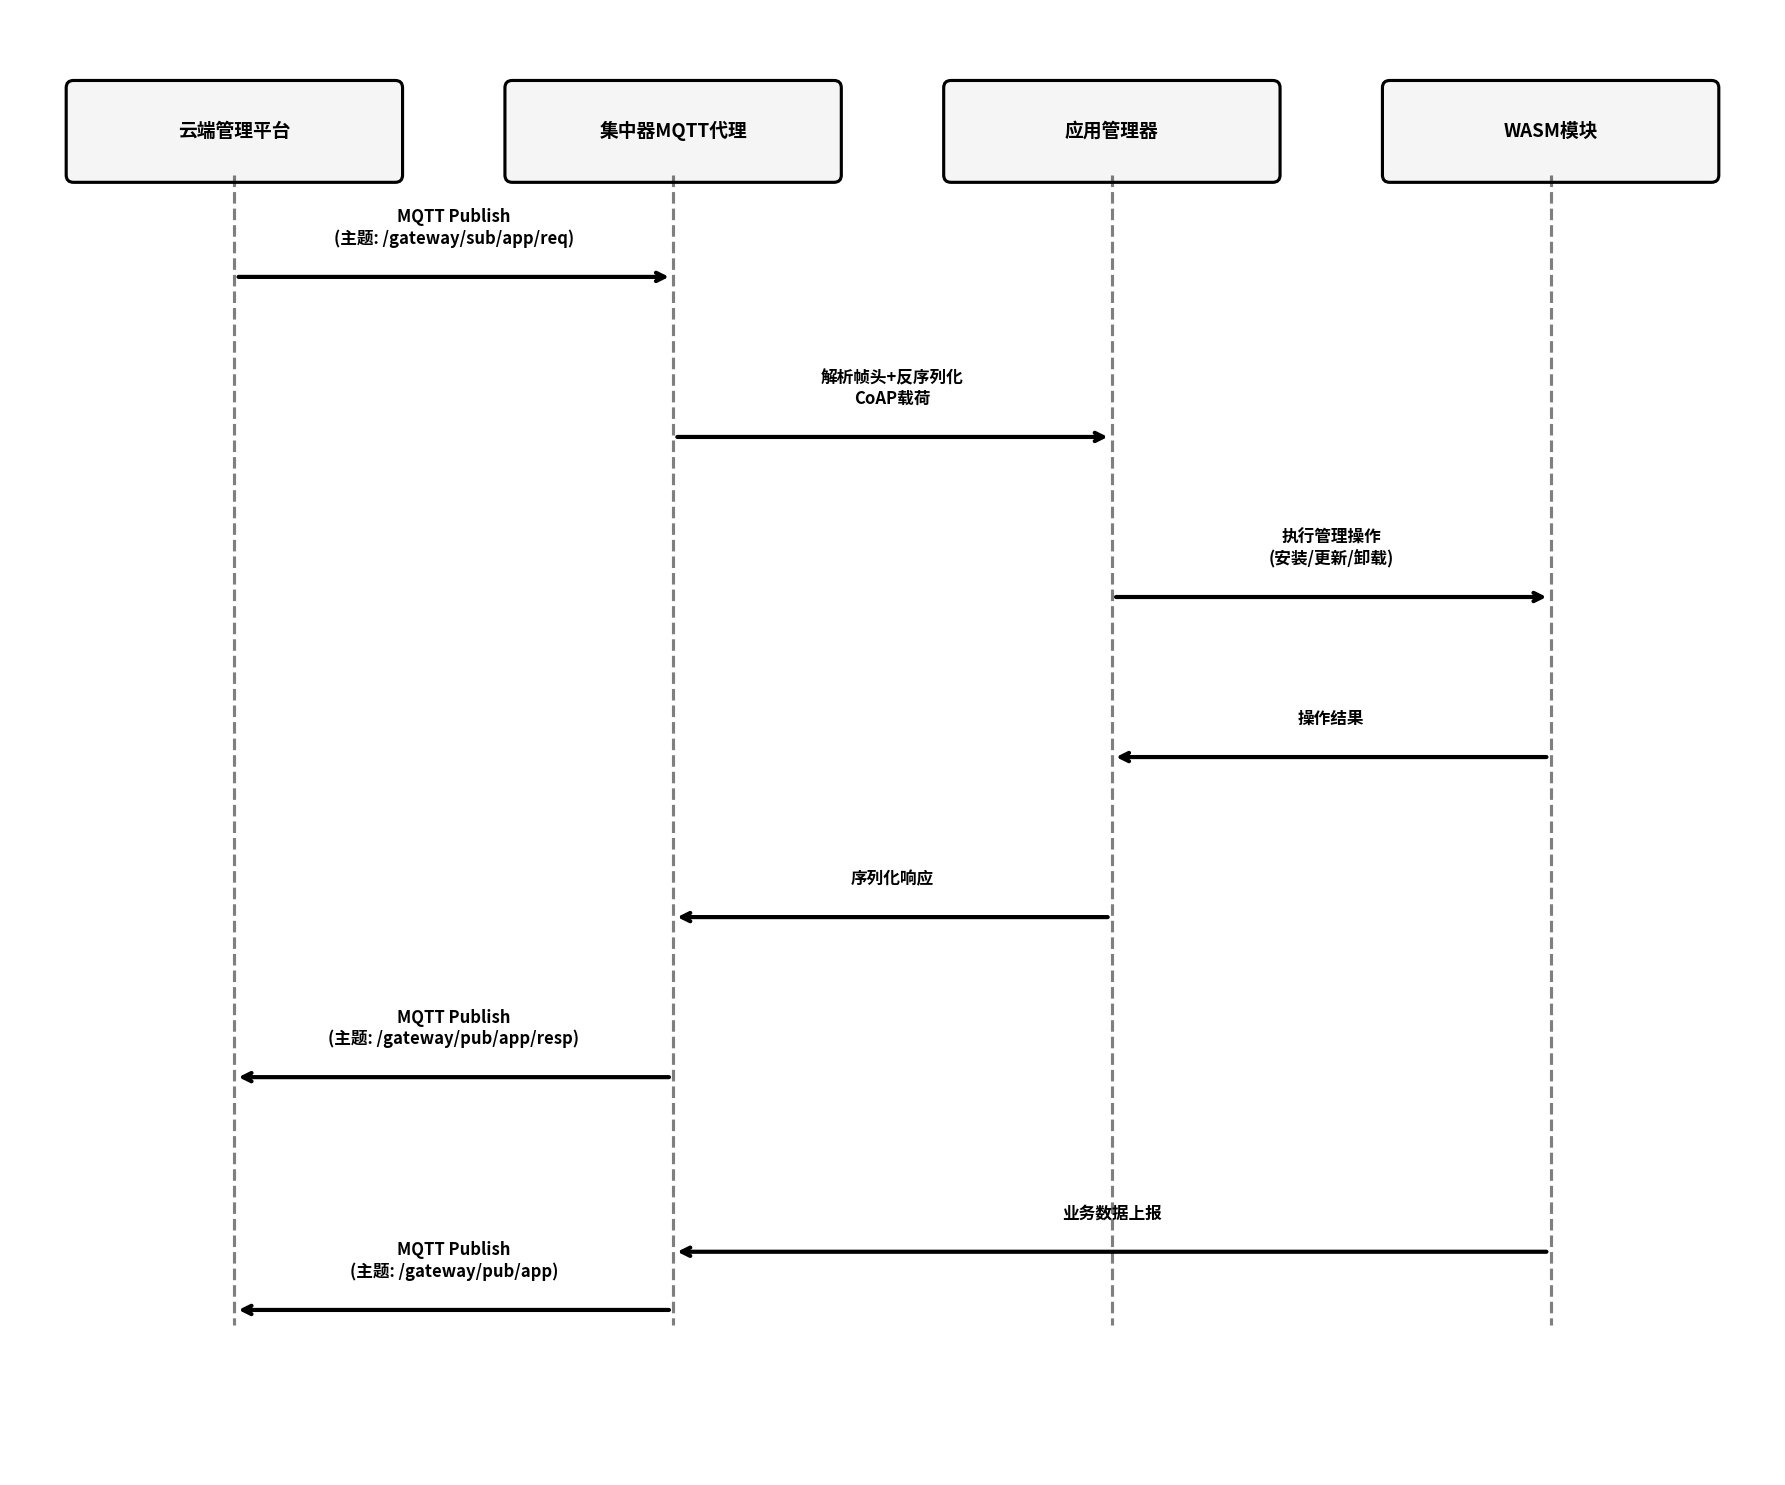 云端管理平台
集中器MQTT代理
应用管理器
WASM模块
MQTT Publish
(主题: /gateway/sub/app/req)
解析帧头+反序列化
CoAP载荷
执行管理操作
(安装/更新/卸载)
操作结果
序列化响应
MQTT Publish
(主题: /gateway/pub/app/resp)
业务数据上报
MQTT Publish
(主题: /gateway/pub/app)